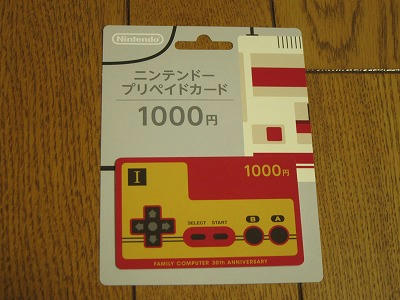 Nintendo
ニンテンドー
プリペイドカード
1000円
I
1000円
SELECT START
B A
FAMILY COMPUTER 30th ANNIVERSARY